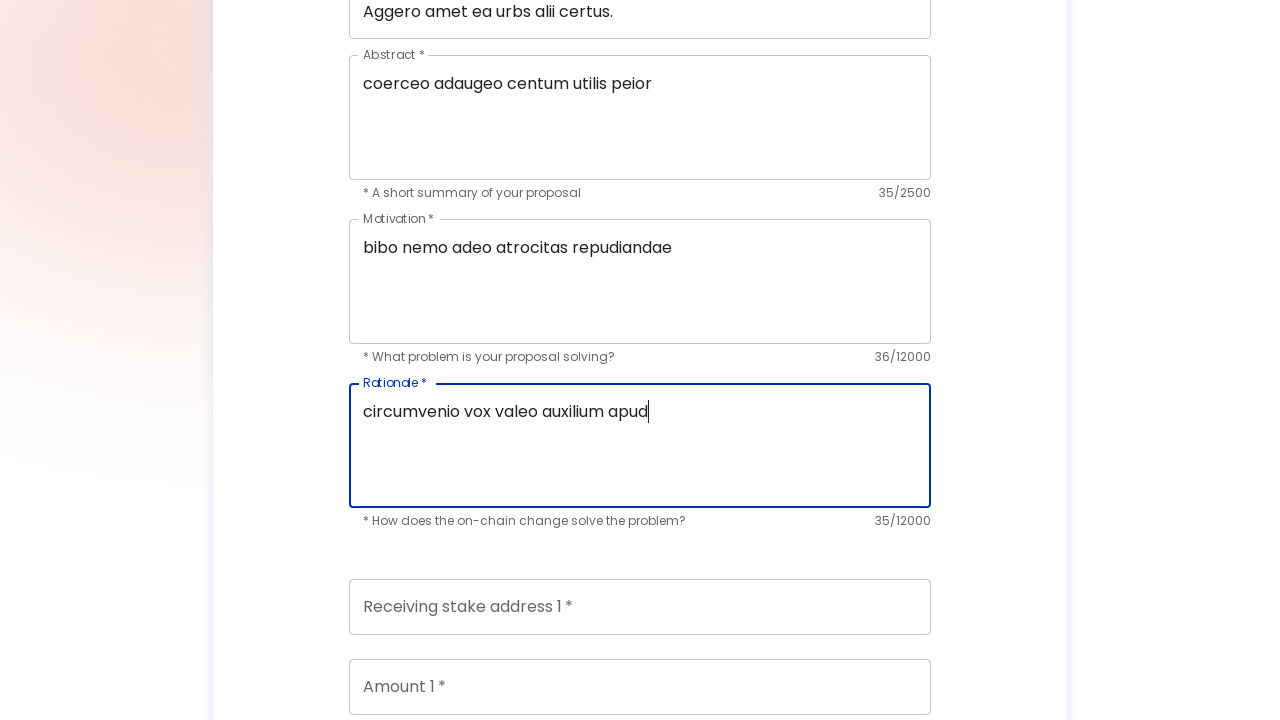 Aggero amet ea urbs alii certus.
Abstract *
coerceo adaugeo centum utilis peior
* A short summary of your proposal 35/2500
Motivation *
bibo nemo adeo atrocitas repudiandae
* What problem is your proposal solving? 36/12000
Rationale *
circumvenio vox valeo auxilium apud
* How does the on-chain change solve the problem? 35/12000
Receiving stake address 1 *
Amount 1 *